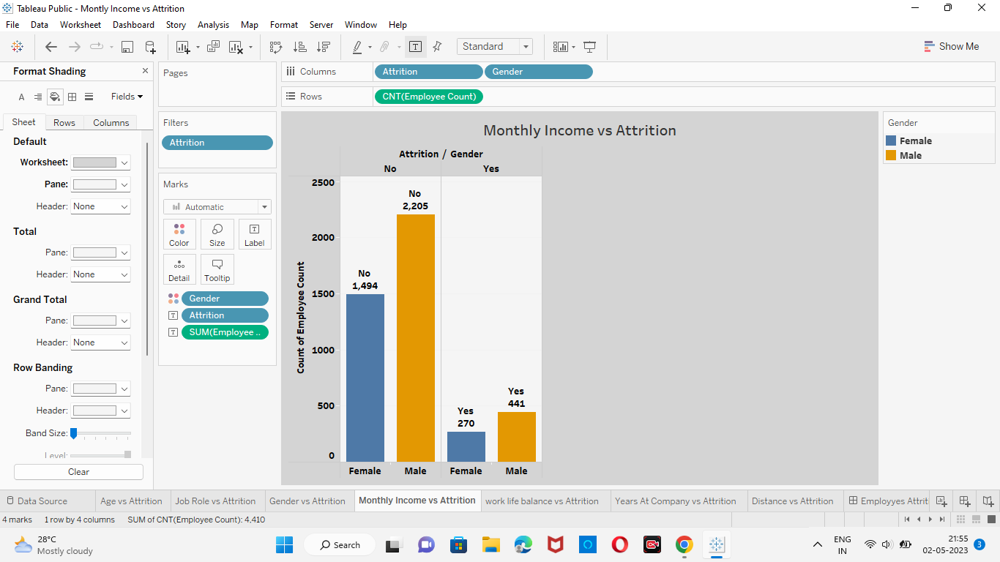 Tableau Public - Montly Income vs Attrition
File Data Worksheet Dashboard Story Analysis Map Format Server Window Help
Standard
Show Me
Format Shading
A
Fields
Sheet Rows Columns
Default
Worksheet:
Pane:
Header: None
Total
Pane:
Header: None
Grand Total
Pane:
Header: None
Row Banding
Pane:
Header:
Band Size:
Level:
Clear
Pages
Filters
Attrition
Marks
Automatic
Color Size Label
Detail Tooltip
Gender
Attrition
SUM(Employee ..
Columns Attrition Gender
Rows CNT(Employee Count)
Monthly Income vs Attrition
Attrition / Gender
No Yes
Count of Employee Count
2500
2000
1500
1000
500
0
No
1,494
No
2,205
Yes
270
Yes
441
Female Male Female Male
Gender
Female
Male
Data Source Age vs Attrition Job Role vs Attrition Gender vs Attrition Monthly Income vs Attrition work life balance vs Attrition Years At Company vs Attrition Distance vs Attrition Employyes Attriti
4 marks 1 row by 4 columns SUM of CNT(Employee Count): 4,410
28°C
Mostly cloudy
Search
ENG
IN
21:55
02-05-2023
3